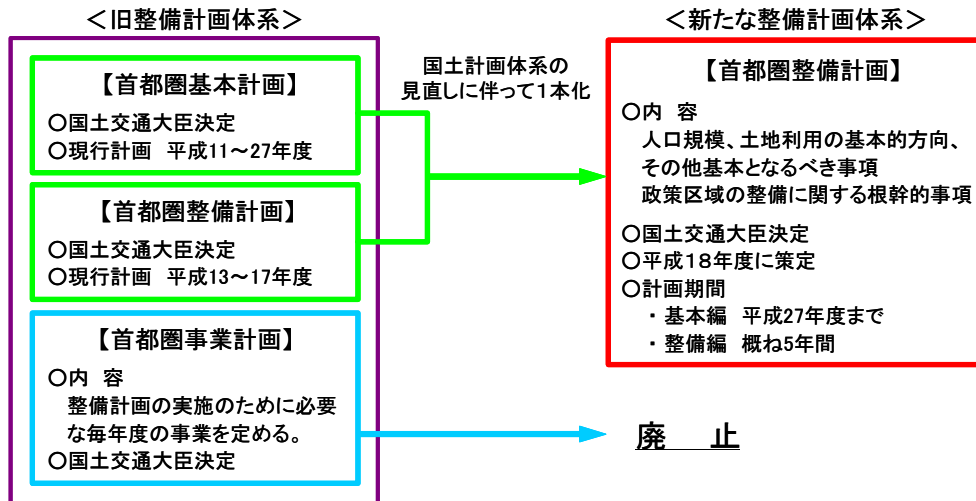 ＜旧整備計画体系＞
【首都圏基本計画】
○国土交通大臣決定
○現行計画 平成11～27年度
【首都圏整備計画】
○国土交通大臣決定
○現行計画 平成13～17年度
【首都圏事業計画】
○内 容
整備計画の実施のために必要
な毎年度の事業を定める。
○国土交通大臣決定
国土計画体系の
見直しに伴って１本化
＜新たな整備計画体系＞
【首都圏整備計画】
○内 容
人口規模、土地利用の基本的方向、
その他基本となるべき事項
政策区域の整備に関する根幹的事項
○国土交通大臣決定
○平成１８年度に策定
○計画期間
・ 基本編 平成27年度まで
・ 整備編 概ね5年間
廃 止